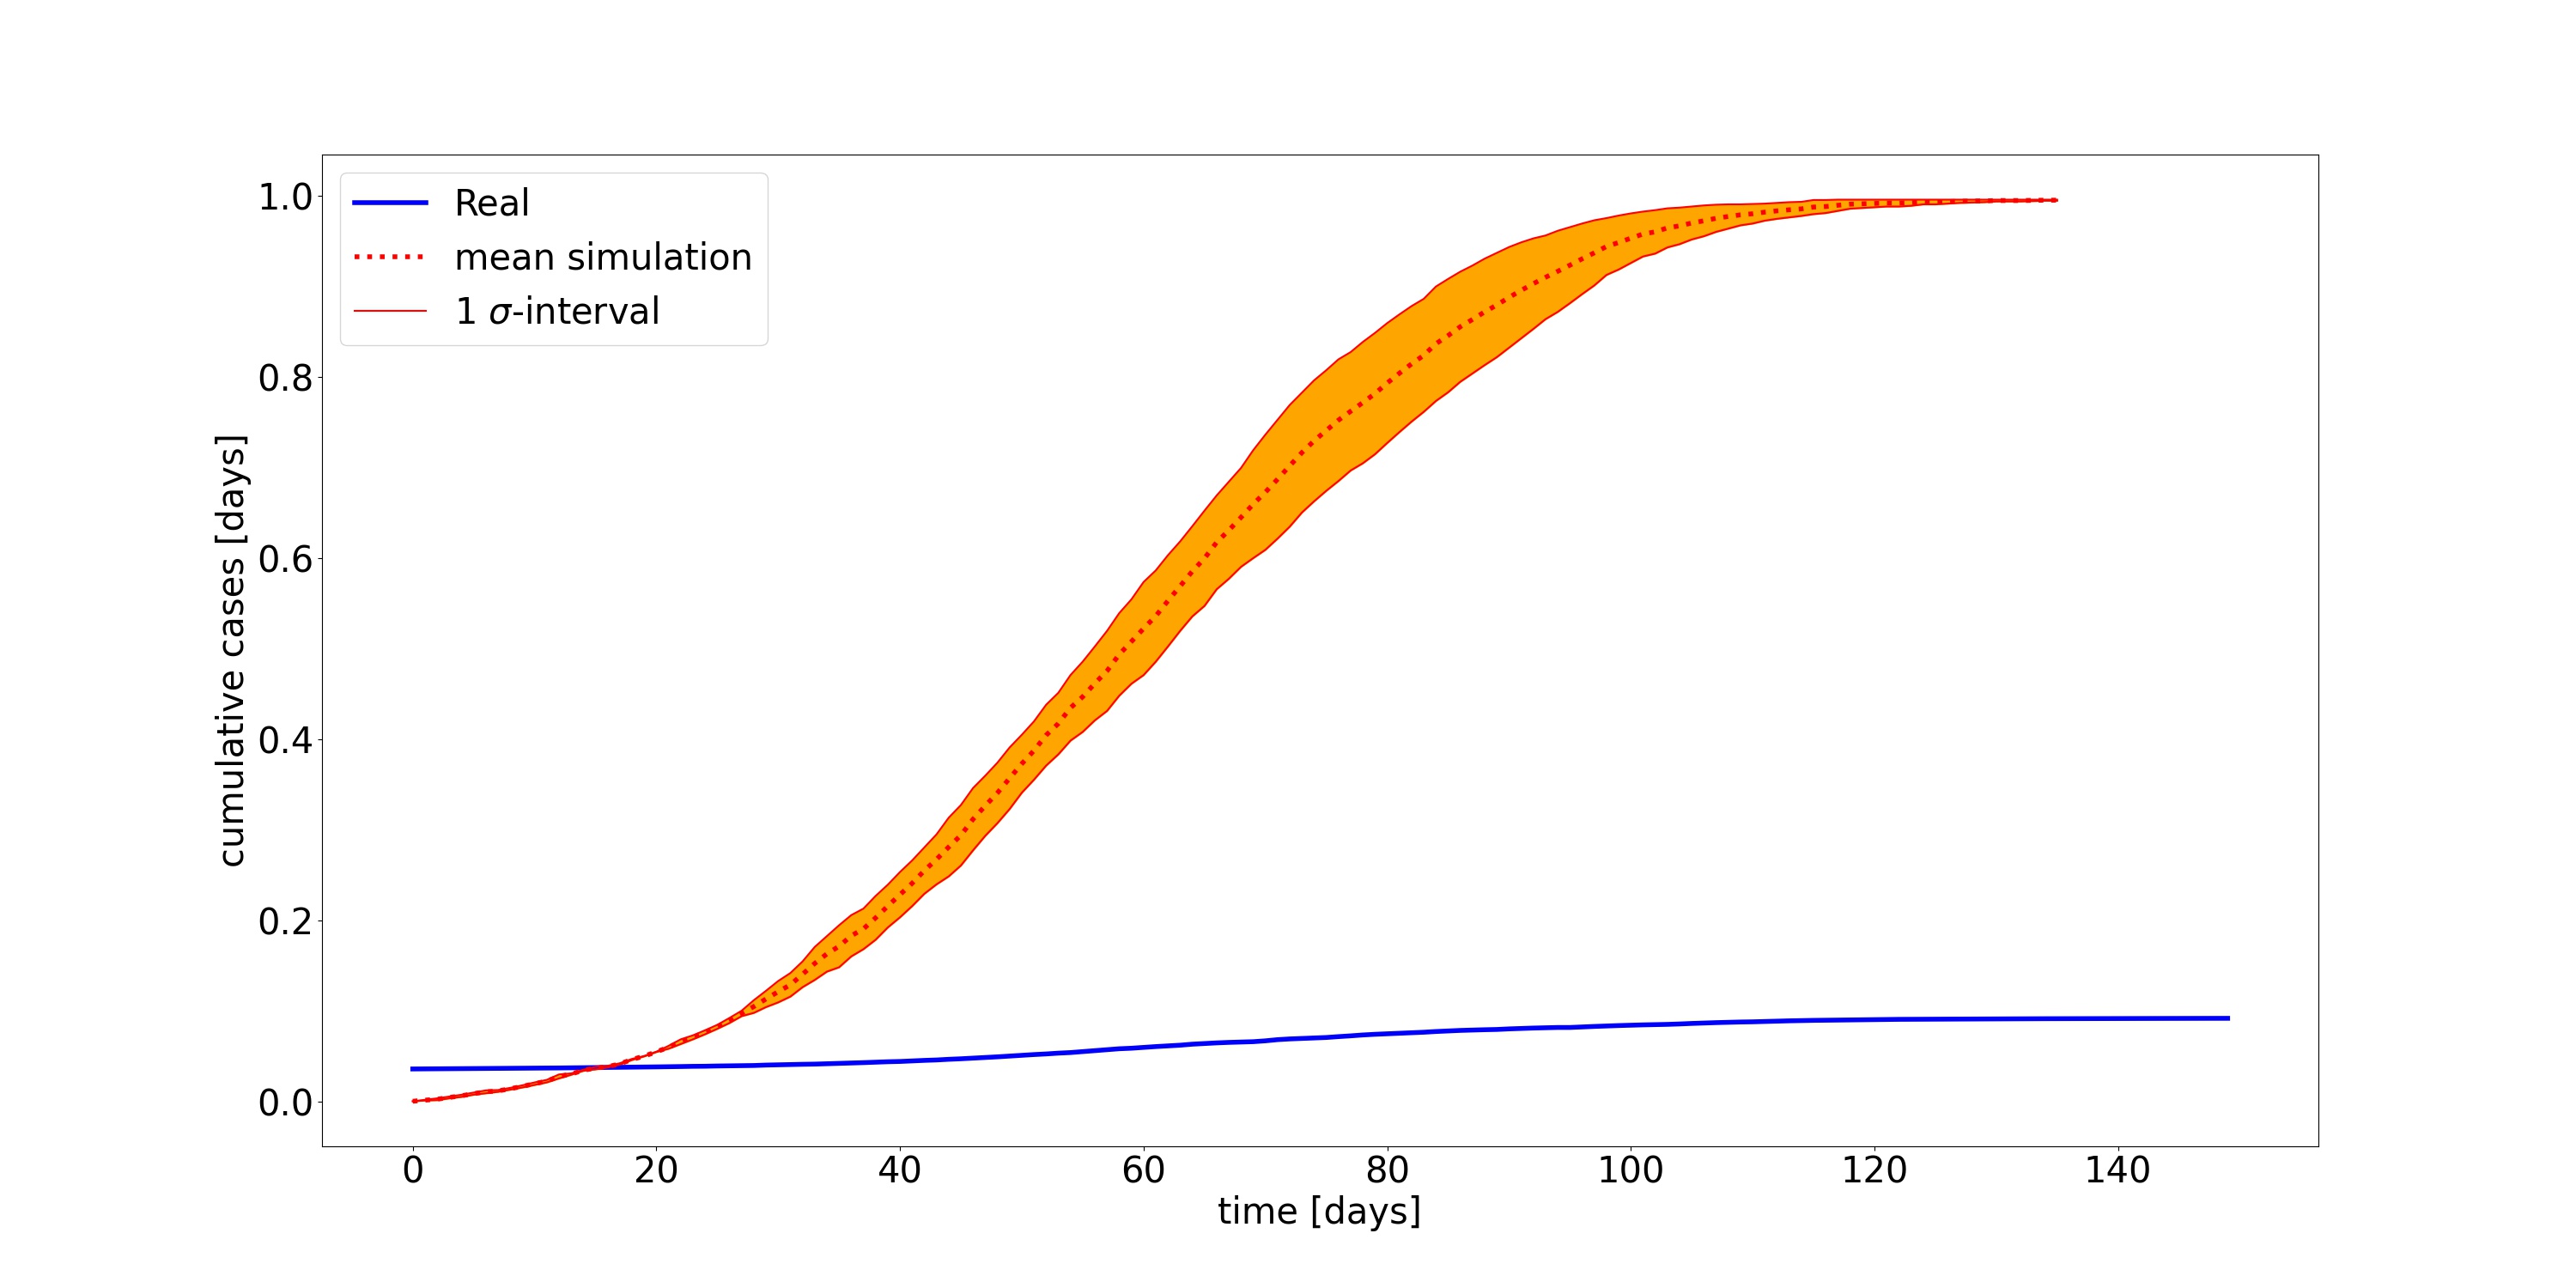 Real
mean simulation
1 σ-interval
cumulative cases [days]
1.0
0.8
0.6
0.4
0.2
0.0
0 20 40 60 80 100 120 140
time [days]